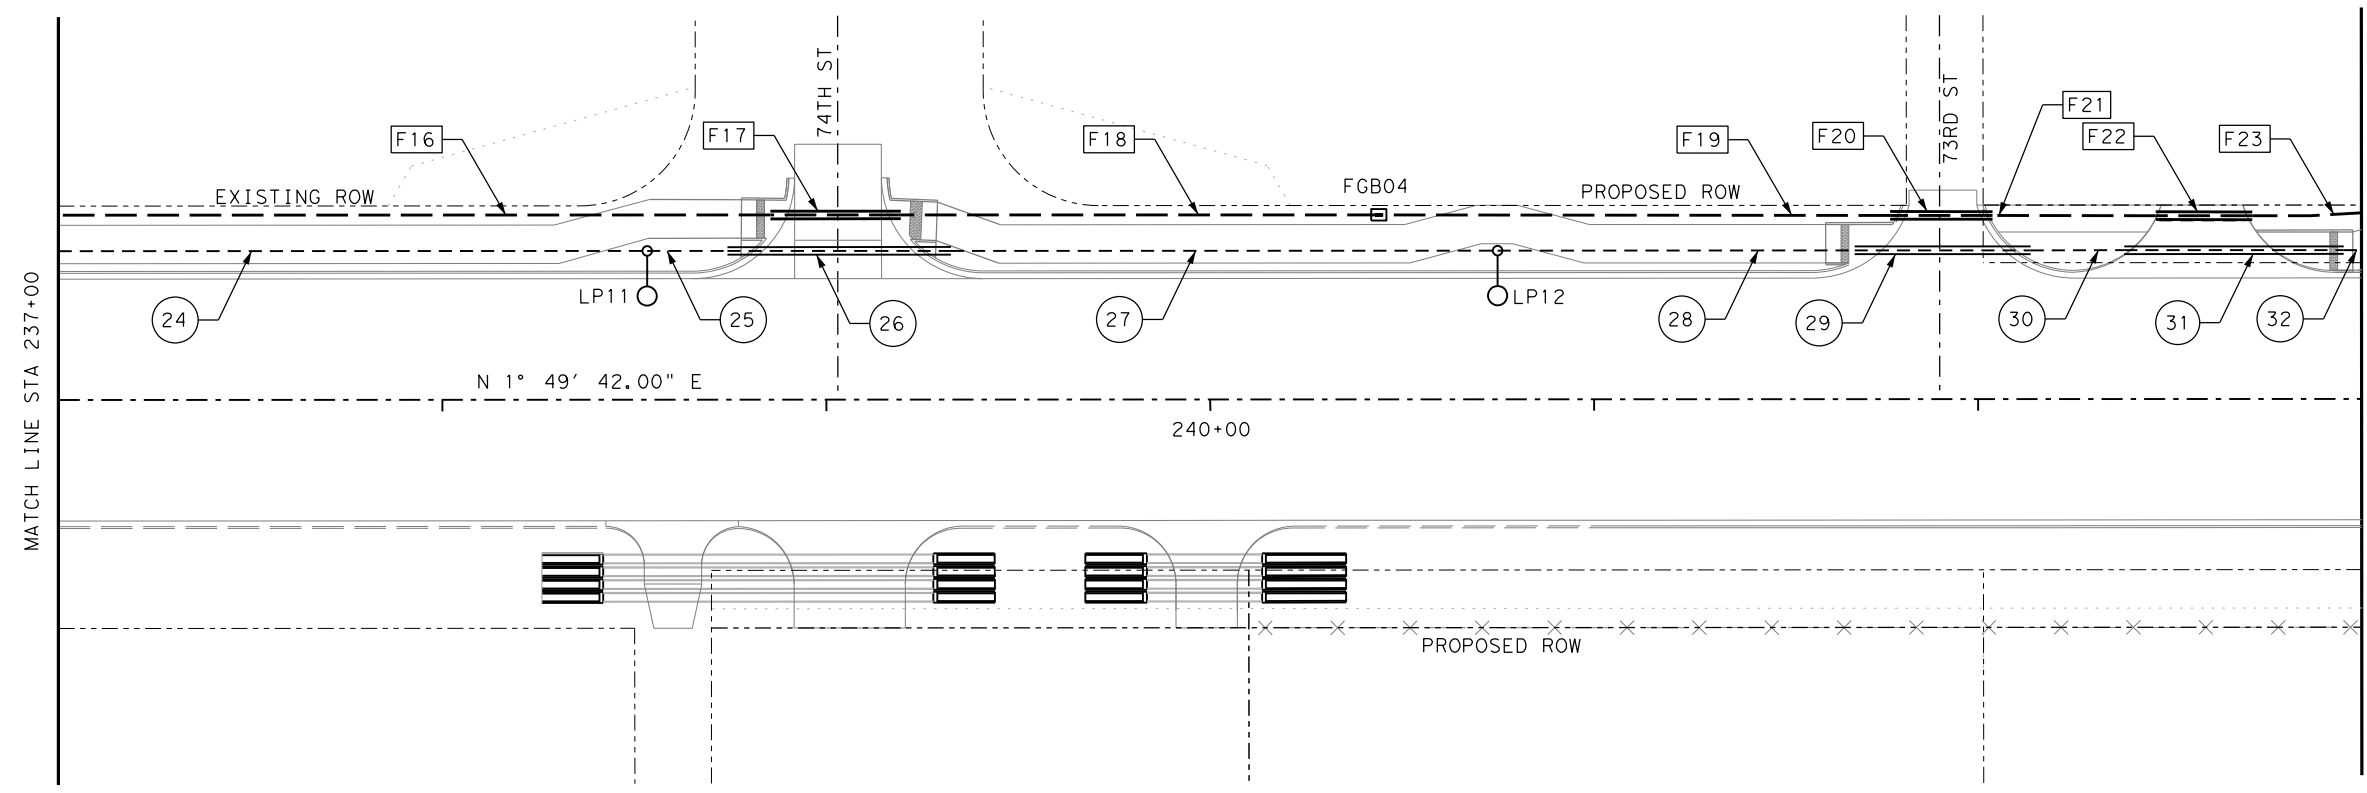 74TH ST
73RD ST
F21
F16
F17
F18
F19
F20
F22
F23
EXISTING ROW
FGB04
PROPOSED ROW
LP11
LP12
24
25
26
27
28
29
30
31
32
MATCH LINE STA 237+00
N 1° 49' 42.00" E
240+00
PROPOSED ROW